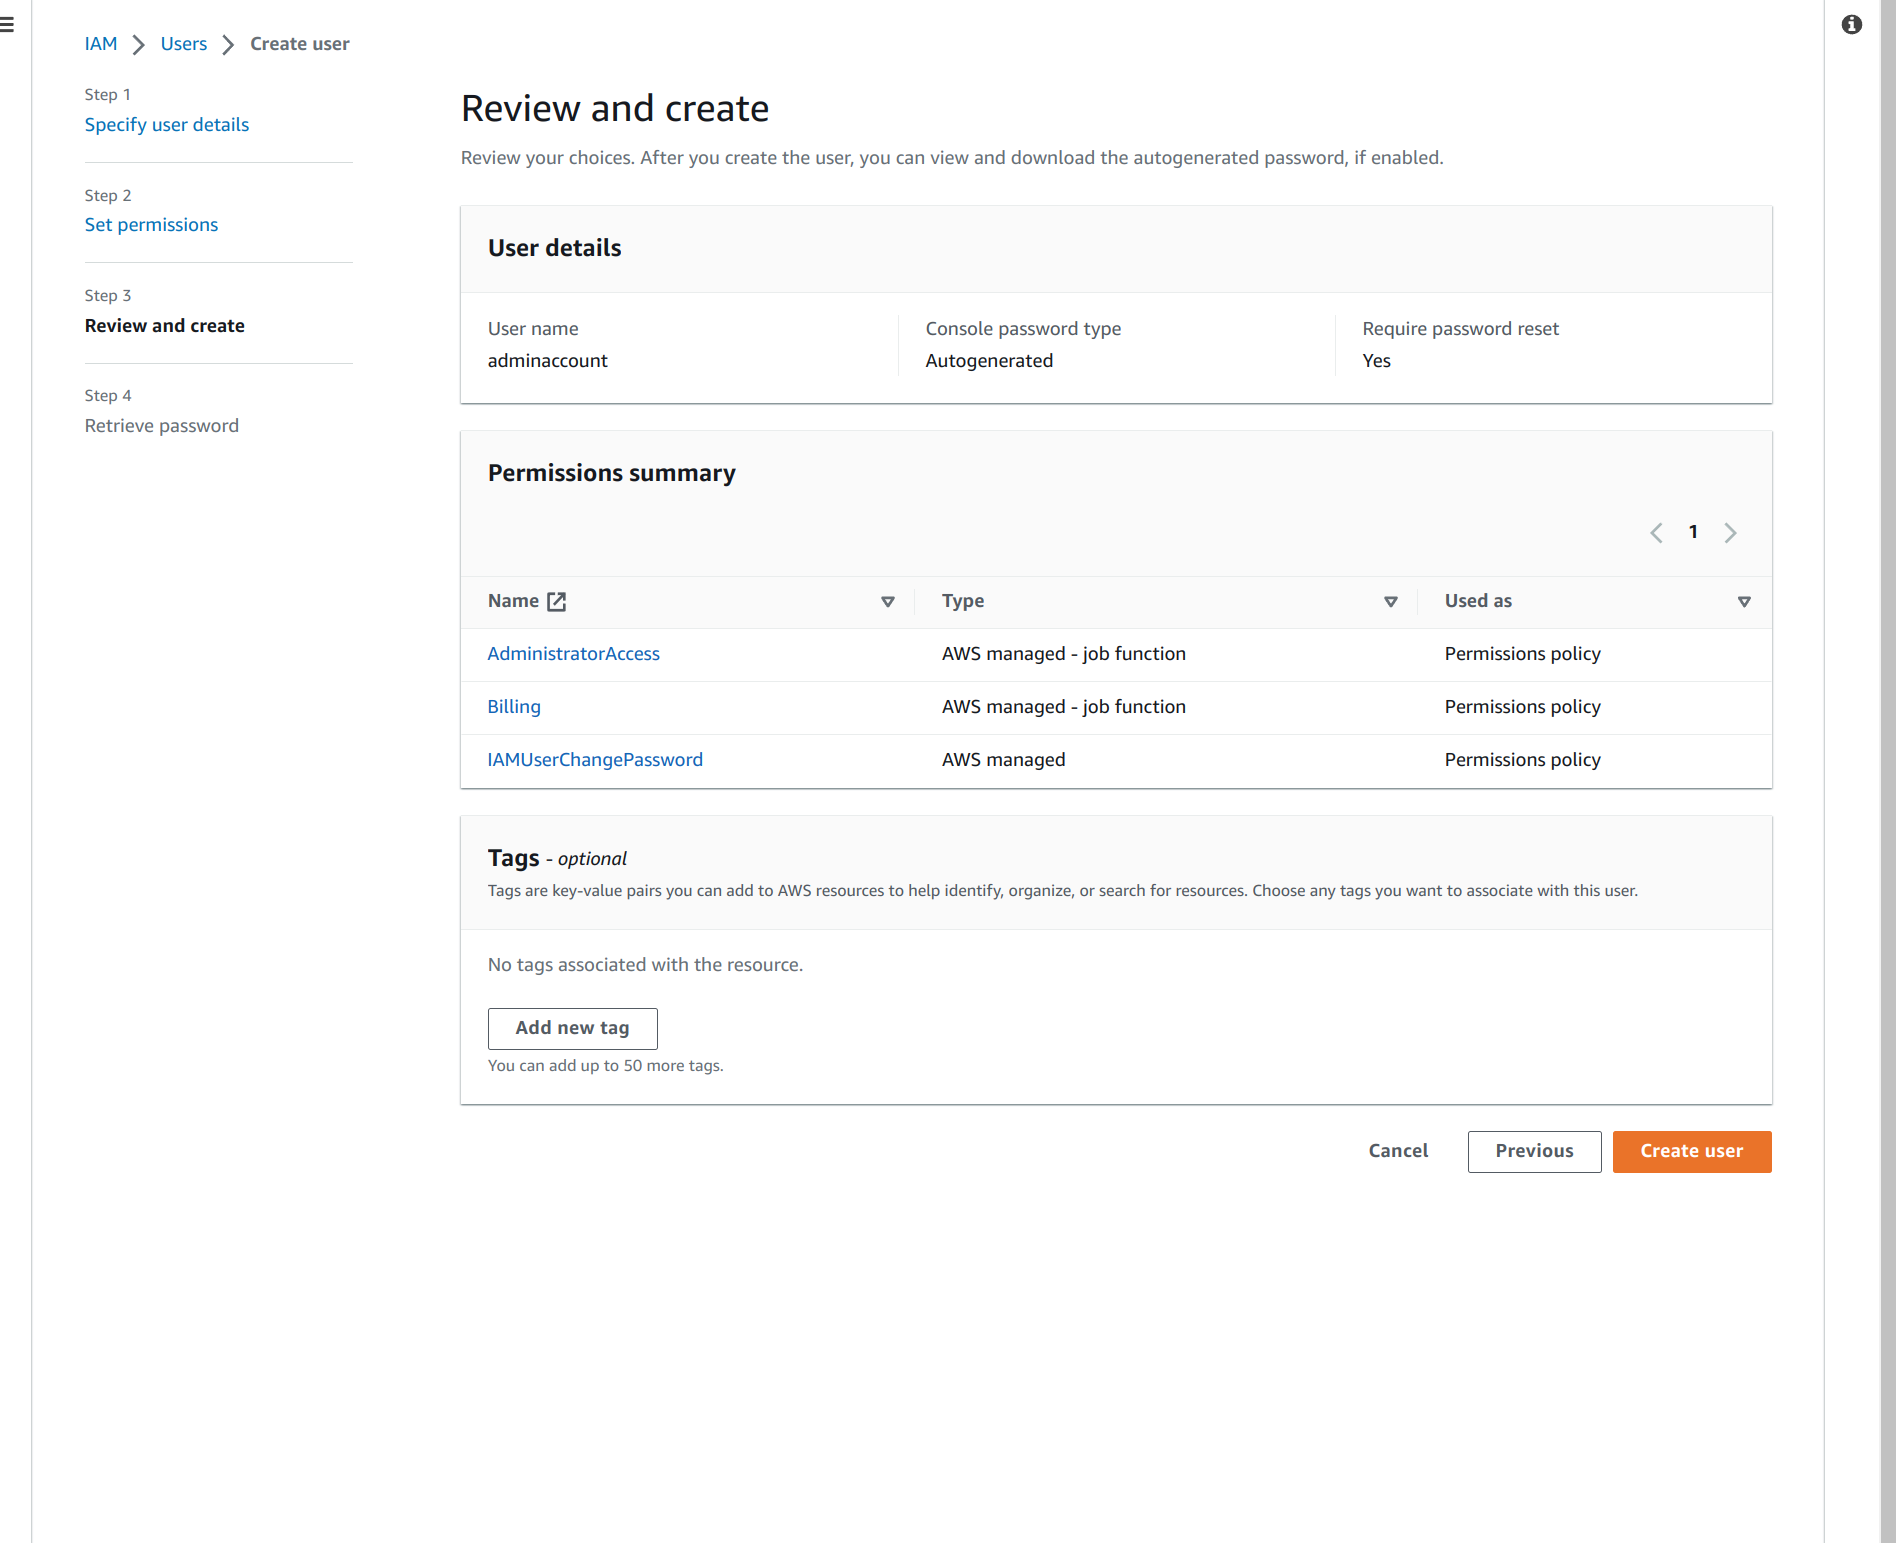 IAM > Users > Create user
Step 1
Specify user details
Step 2
Set permissions
Step 3
Review and create
Step 4
Retrieve password
Review and create
Review your choices. After you create the user, you can view and download the autogenerated password, if enabled.
User details
User name
adminaccount
Console password type
Autogenerated
Require password reset
Yes
Permissions summary
1
Name Type Used as
AdministratorAccess AWS managed - job function Permissions policy
Billing AWS managed - job function Permissions policy
IAMUserChangePassword AWS managed Permissions policy
Tags - optional
Tags are key-value pairs you can add to AWS resources to help identify, organize, or search for resources. Choose any tags you want to associate with this user.
No tags associated with the resource.
Add new tag
You can add up to 50 more tags.
Cancel Previous Create user